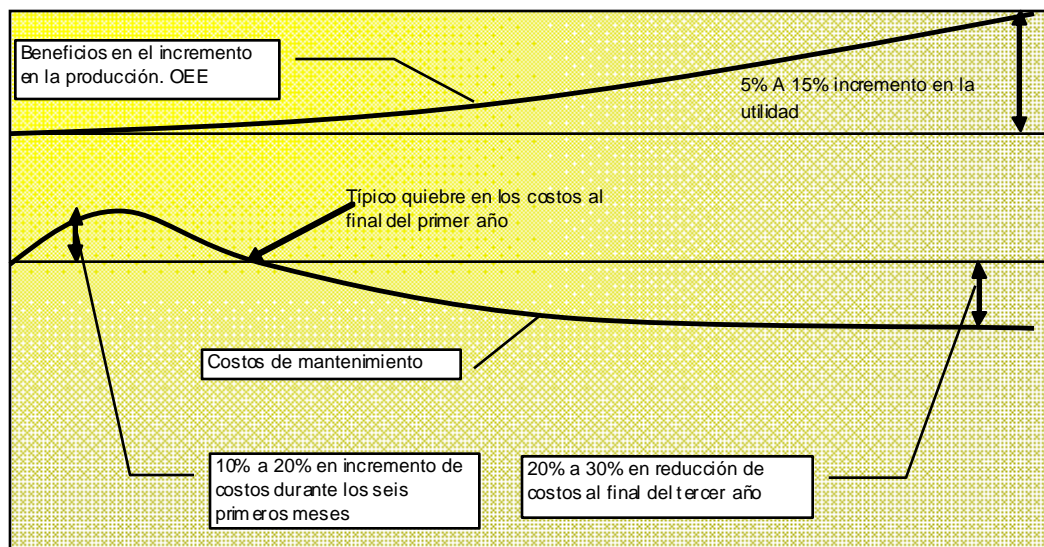 Beneficios en el incremento
en la producción. OEE
5% A 15% incremento en la
utilidad
Típico quiebre en los costos al
final del primer año
Costos de mantenimiento
10% a 20% en incremento de
costos durante los seis
primeros meses
20% a 30% en reducción de
costos al final del tercer año